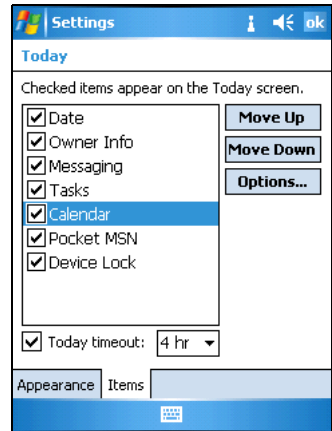 Settings ok
Today
Checked items appear on the Today screen.
Date
Owner Info
Messaging
Tasks
Calendar
Pocket MSN
Device Lock
Move Up
Move Down
Options...
Today timeout: 4 hr
Appearance Items